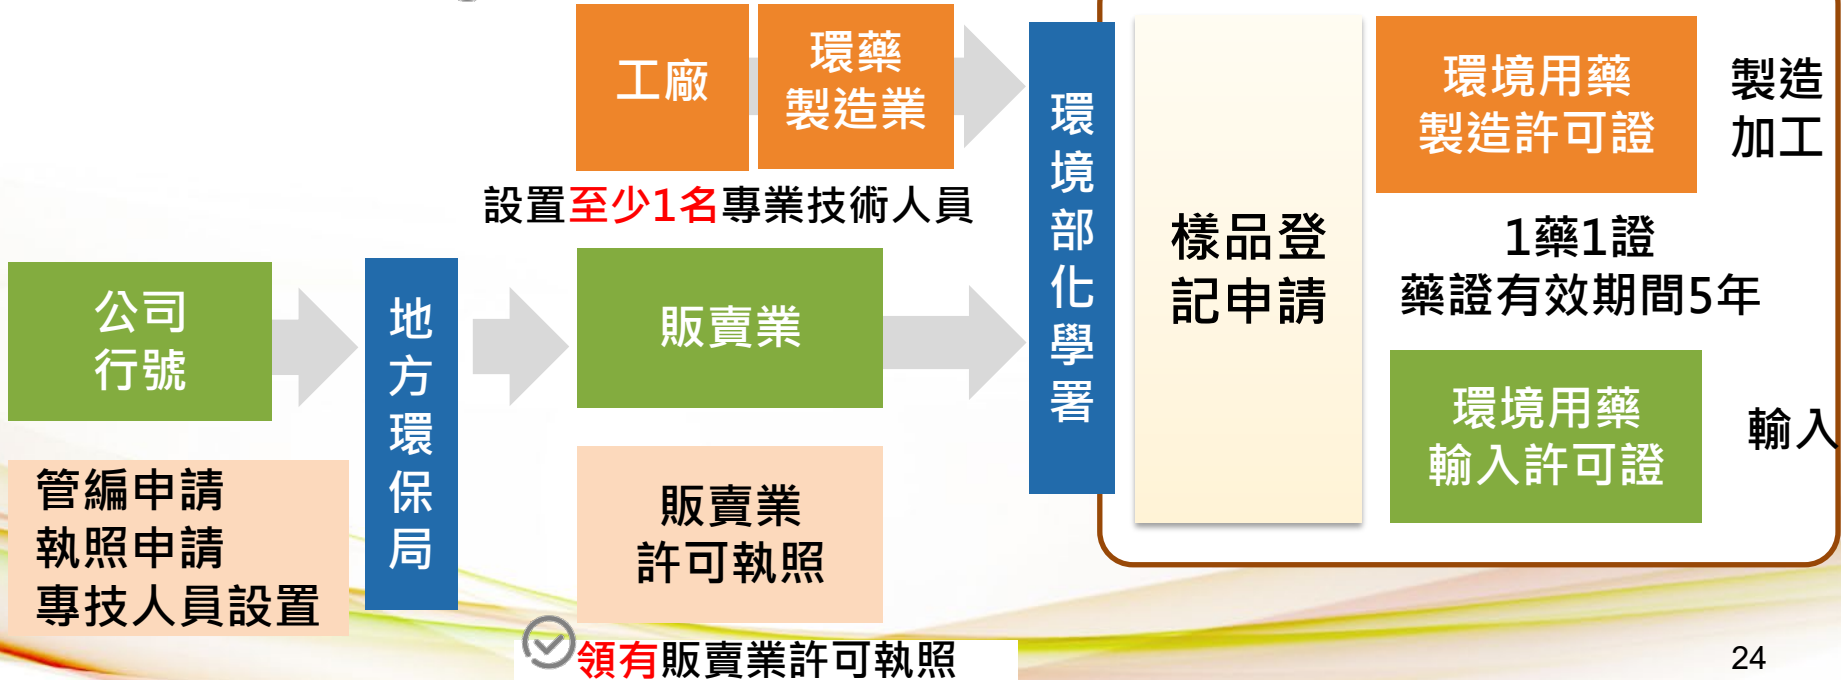 工廠
環藥
製造業
設置至少1名專業技術人員
公司
行號
管編申請
執照申請
專技人員設置
地方環保局
販賣業
販賣業
許可執照
領有販賣業許可執照
環境部化學署
樣品登
記申請
環境用藥
製造許可證
製造
加工
1藥1證
藥證有效期間5年
環境用藥
輸入許可證
輸入
24